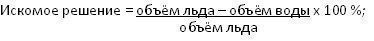 Искомое решение = объём льда – объём воды х 100 %;
объём льда